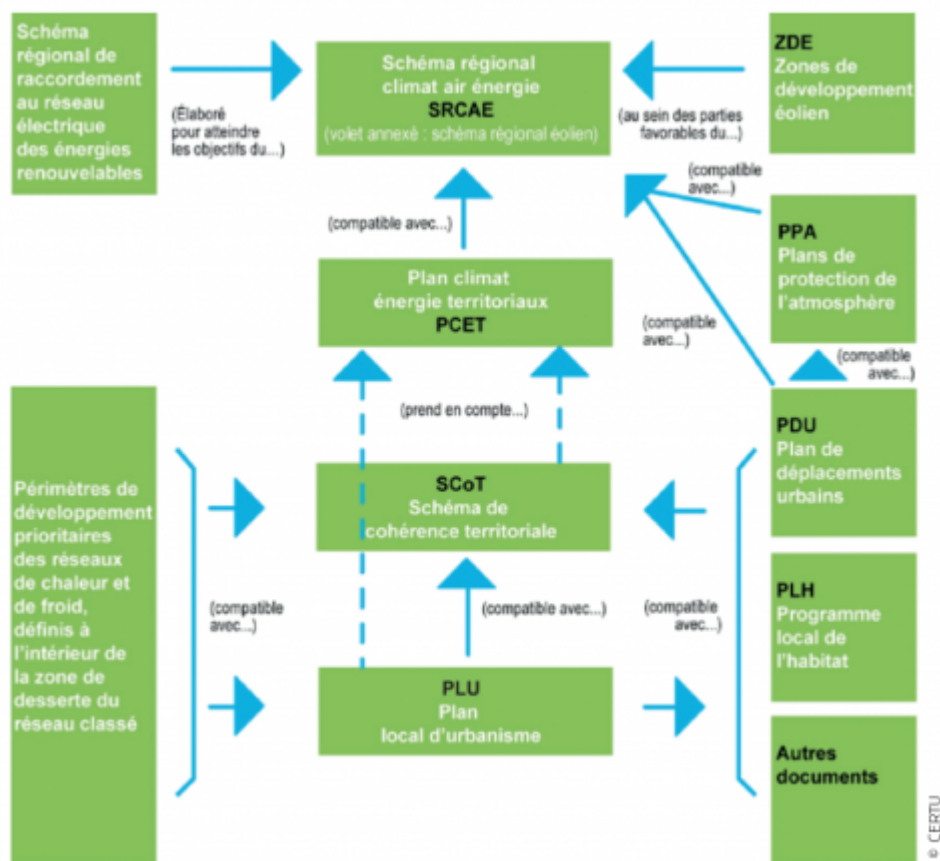 Schéma
régional de
raccordement
au réseau
électrique
des énergies
renouvelables
(Élaboré
pour atteindre
les objectifs du...)
Schéma régional
climat air énergie
SRCAE
(volet annexé : schéma régional éolien)
(au sein des parties
favorables du...)
ZDE
Zones de
développement
éolien
(compatible
avec...)
(compatible avec...)
PPA
Plans de
protection de
l'atmosphère
Plan climat
énergie territoriaux
PCET
(compatible
avec...)
(compatible
avec...)
(prend en compte...)
PDU
Plan de
déplacements
urbains
Périmètres de
développement
prioritaires
des réseaux
de chaleur et
de froid,
définis à
l'intérieur de
la zone de
desserte du
réseau classé
SCoT
Schéma de
cohérence territoriale
(compatible
avec...)
(compatible avec...)
(compatible
avec...)
PLH
Programme
local de
l'habitat
PLU
Plan
local d'urbanisme
Autres
documents
© CERTU